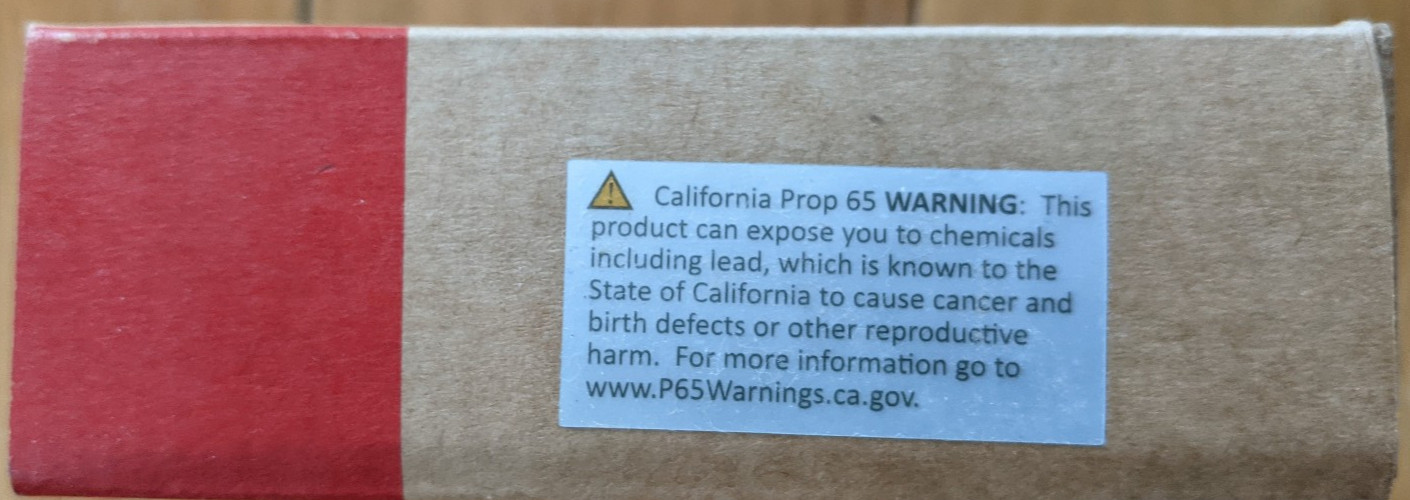 California Prop 65 WARNING: This
product can expose you to chemicals
including lead, which is known to the
State of California to cause cancer and
birth defects or other reproductive
harm. For more information go to
www.P65Warnings.ca.gov.